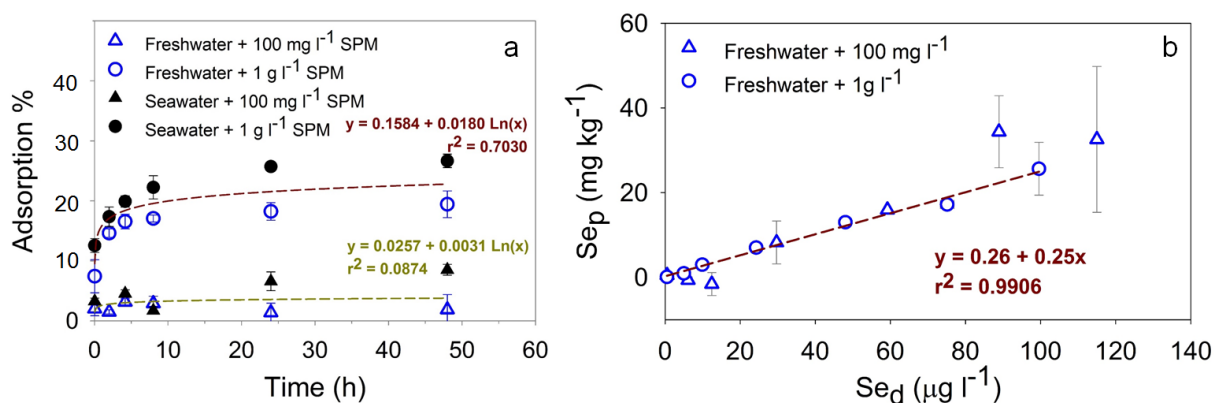 a
Freshwater + 100 mg l⁻¹ SPM
Freshwater + 1 g l⁻¹ SPM
Seawater + 100 mg l⁻¹ SPM
Seawater + 1 g l⁻¹ SPM
y = 0.1584 + 0.0180 Ln(x)
r² = 0.7030
y = 0.0257 + 0.0031 Ln(x)
r² = 0.0874
Adsorption %
40
30
20
10
0
0 10 20 30 40 50 60
Time (h)
b
Freshwater + 100 mg l⁻¹
Freshwater + 1g l⁻¹
y = 0.26 + 0.25x
r² = 0.9906
Seₚ (mg kg⁻¹)
60
40
20
0
0 20 40 60 80 100 120 140
Se_d (μg l⁻¹)